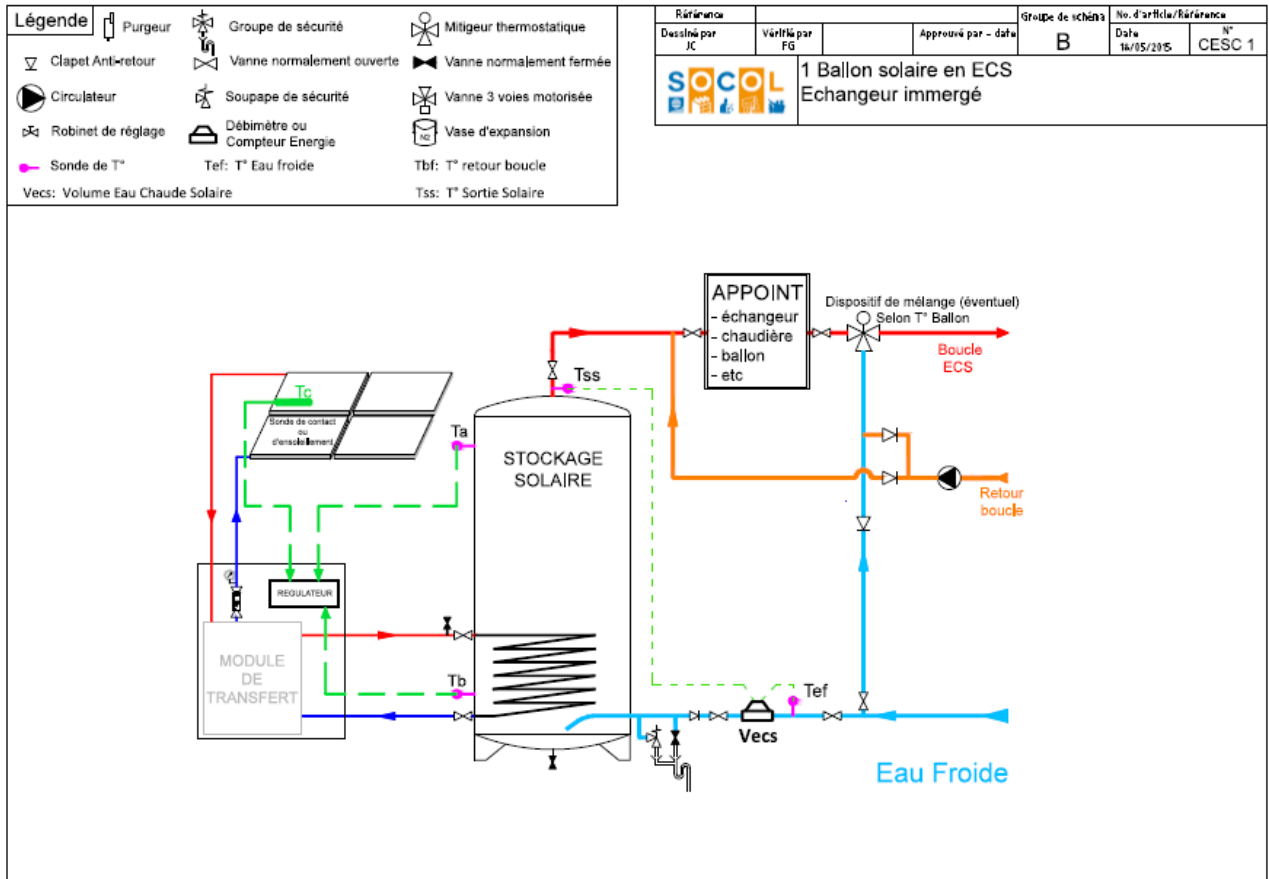 Légende
Purgeur
Groupe de sécurité
Mitigeur thermostatique
Clapet Anti-retour
Vanne normalement ouverte
Vanne normalement fermée
Circulateur
Soupape de sécurité
Vanne 3 voies motorisée
Robinet de réglage
Débimètre ou
Compteur Energie
N2
Vase d'expansion
Sonde de T°
Tef: T° Eau froide
Tbf: T° retour boucle
Vecs: Volume Eau Chaude Solaire
Tss: T° Sortie Solaire
Référence
Groupe de schéma
No. d'article/Référence
Dessiné par
JC
Vérifié par
FG
Approuvé par - date
B
Date
16/05/2015
N°
CESC 1
SOCOL
1 Ballon solaire en ECS
Echangeur immergé
APPOINT
- échangeur
- chaudière
- ballon
- etc
Dispositif de mélange (éventuel)
Selon T° Ballon
Boucle
ECS
Tss
Tc
Sonde de contact
ou
d'ensoleillement
Ta
STOCKAGE
SOLAIRE
Retour
boucle
REGULATEUR
MODULE
DE
TRANSFERT
Tb
Tef
Vecs
Eau Froide